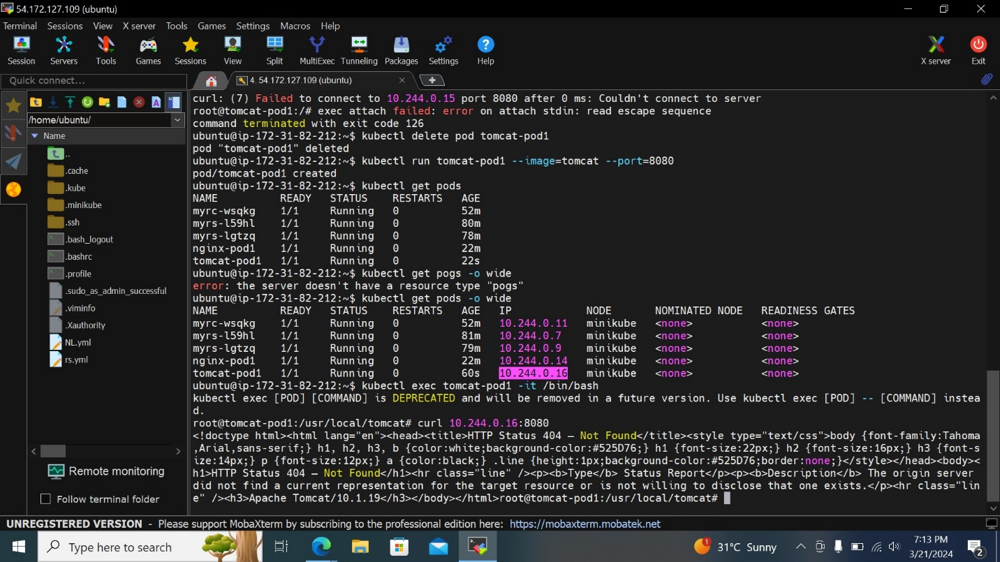 54.172.127.109 (ubuntu)
Terminal Sessions View X server Tools Games Settings Macros Help
Session Servers Tools Games Sessions View Split MultiExec Tunneling Packages Settings Help X server Exit
Quick connect...
4. 54.172.127.109 (ubuntu)
/home/ubuntu/
Name
..
.cache
.kube
.minikube
.ssh
.bash_logout
.bashrc
.profile
.sudo_as_admin_successful
.viminfo
.Xauthority
NL.yml
rs.yml
Remote monitoring
Follow terminal folder
curl: (7) Failed to connect to 10.244.0.15 port 8080 after 0 ms: Couldn't connect to server
root@tomcat-pod1:/# exec attach failed: error on attach stdin: read escape sequence
command terminated with exit code 126
ubuntu@ip-172-31-82-212:~$ kubectl delete pod tomcat-pod1
pod "tomcat-pod1" deleted
ubuntu@ip-172-31-82-212:~$ kubectl run tomcat-pod1 --image=tomcat --port=8080
pod/tomcat-pod1 created
ubuntu@ip-172-31-82-212:~$ kubectl get pods
NAME READY STATUS RESTARTS AGE
myrc-wsqkg 1/1 Running 0 52m
myrs-l59hl 1/1 Running 0 80m
myrs-lgtzq 1/1 Running 0 78m
nginx-pod1 1/1 Running 0 22m
tomcat-pod1 1/1 Running 0 22s
ubuntu@ip-172-31-82-212:~$ kubectl get pogs -o wide
error: the server doesn't have a resource type "pogs"
ubuntu@ip-172-31-82-212:~$ kubectl get pods -o wide
NAME READY STATUS RESTARTS AGE IP NODE NOMINATED NODE READINESS GATES
myrc-wsqkg 1/1 Running 0 52m 10.244.0.11 minikube <none> <none>
myrs-l59hl 1/1 Running 0 81m 10.244.0.7 minikube <none> <none>
myrs-lgtzq 1/1 Running 0 79m 10.244.0.9 minikube <none> <none>
nginx-pod1 1/1 Running 0 22m 10.244.0.14 minikube <none> <none>
tomcat-pod1 1/1 Running 0 60s 10.244.0.16 minikube <none> <none>
ubuntu@ip-172-31-82-212:~$ kubectl exec tomcat-pod1 -it /bin/bash
kubectl exec [POD] [COMMAND] is DEPRECATED and will be removed in a future version. Use kubectl exec [POD] -- [COMMAND] instea
d.
root@tomcat-pod1:/usr/local/tomcat# curl 10.244.0.16:8080
<!doctype html><html lang="en"><head><title>HTTP Status 404 – Not Found</title><style type="text/css">body {font-family:Tahoma
,Arial,sans-serif;} h1, h2, h3, b {color:white;background-color:#525D76;} h1 {font-size:22px;} h2 {font-size:16px;} h3 {font-s
ize:14px;} p {font-size:12px;} a {color:black;} .line {height:1px;background-color:#525D76;border:none;}</style></head><body><
h1>HTTP Status 404 – Not Found</h1><hr class="line" /><p><b>Type</b> Status Report</p><p><b>Description</b> The origin server
did not find a current representation for the target resource or is not willing to disclose that one exists.</p><hr class="lin
e" /><h3>Apache Tomcat/10.1.19</h3></body></html>root@tomcat-pod1:/usr/local/tomcat#
UNREGISTERED VERSION - Please support MobaXterm by subscribing to the professional edition here: https://mobaxterm.mobatek.net
Type here to search
1
31°C Sunny
7:13 PM
3/21/2024
2